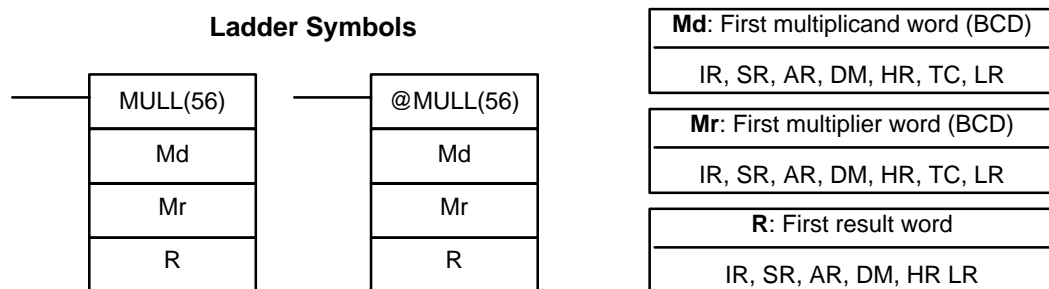 Ladder Symbols
MULL(56)
Md
Mr
R
@MULL(56)
Md
Mr
R
Md: First multiplicand word (BCD)
IR, SR, AR, DM, HR, TC, LR
Mr: First multiplier word (BCD)
IR, SR, AR, DM, HR, TC, LR
R: First result word
IR, SR, AR, DM, HR LR